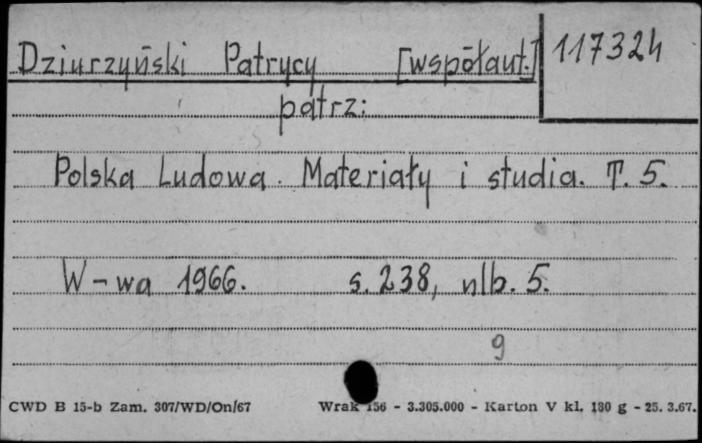 Dziurzyński Patrycy [współaut.] 117324
patrz:
Polska Ludowa. Materiały i studia. T. 5.
W-wa 1966. s. 238, nlb. 5.
9
CWD B 15-b Zam. 307/WD/On/67 Wrak 156 - 3.305.000 - Karton V kl. 180 g - 25. 3.67.